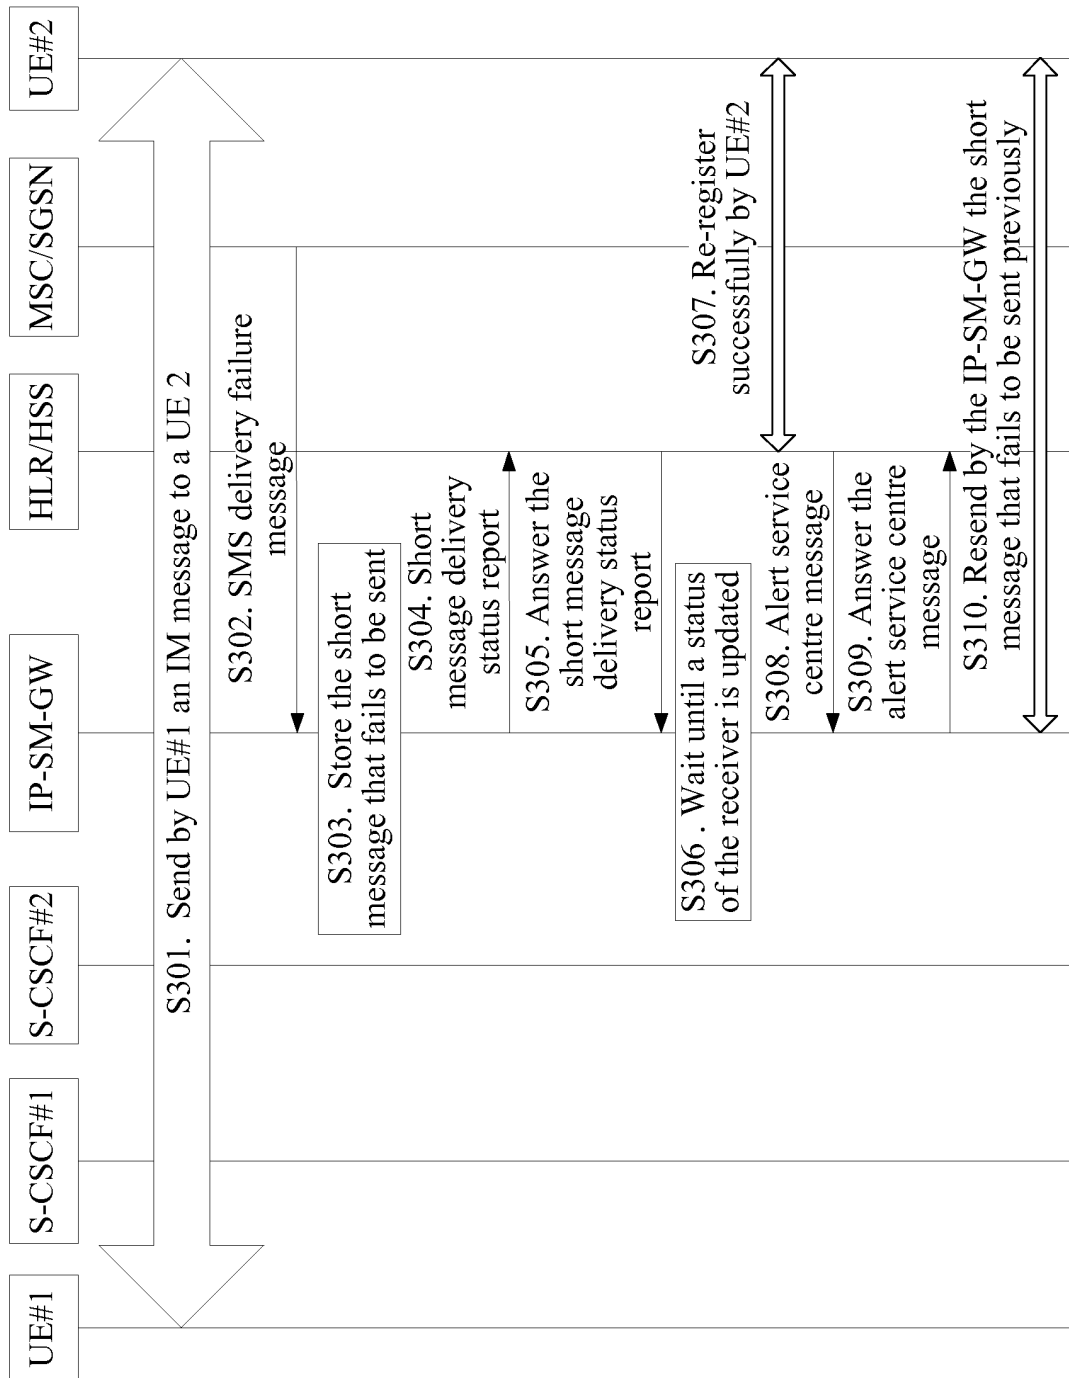 UE#1
S-CSCF#1
S-CSCF#2
IP-SM-GW
HLR/HSS
MSC/SGSN
UE#2
S301. Send by UE#1 an IM message to a UE 2
S302. SMS delivery failure
message
S303. Store the short
message that fails to be sent
S304. Short
message delivery
status report
S305. Answer the
short message
delivery status
report
S306 . Wait until a status
of the receiver is updated
S307. Re-register
successfully by UE#2
S308. Alert service
centre message
S309. Answer the
alert service centre
message
S310. Resend by the IP-SM-GW the short
message that fails to be sent previously